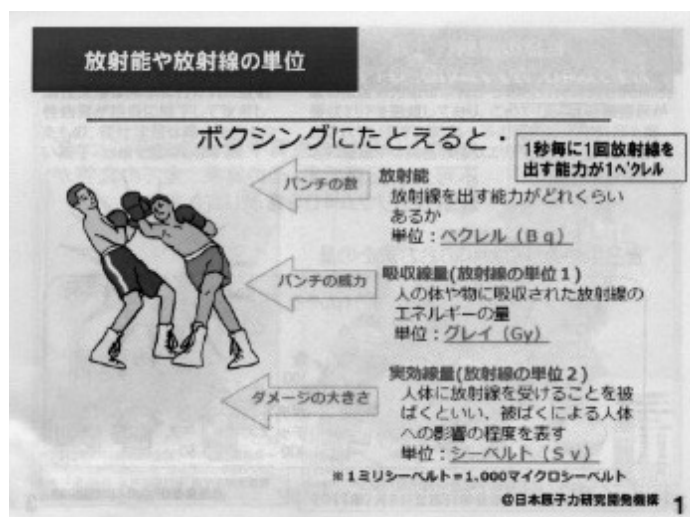 放射能や放射線の単位
ボクシングにたとえると・
1秒毎に1回放射線を
出す能力が1ベクレル
パンチの数
放射能
放射線を出す能力がどれくらい
あるか
単位：ベクレル（Ｂｑ）
パンチの威力
吸収線量(放射線の単位１)
人の体や物に吸収された放射線の
エネルギーの量
単位：グレイ（Gy）
ダメージの大きさ
実効線量(放射線の単位２)
人体に放射線を受けることを被
ばくといい、被ばくによる人体
への影響の程度を表す
単位：シーベルト（Ｓｖ）
※１ミリシーベルト＝1,000マイクロシーベルト
@日本原子力研究開発機構
1